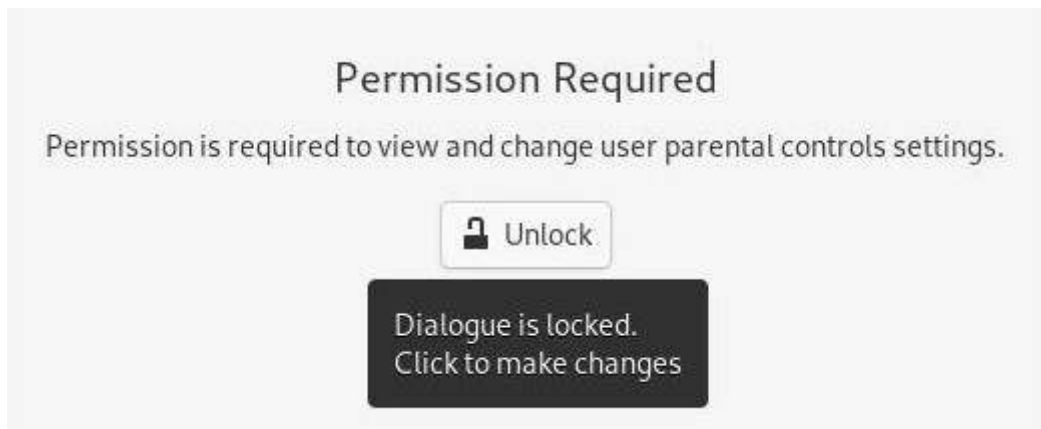 Permission Required
Permission is required to view and change user parental controls settings.
Unlock
Dialogue is locked.
Click to make changes